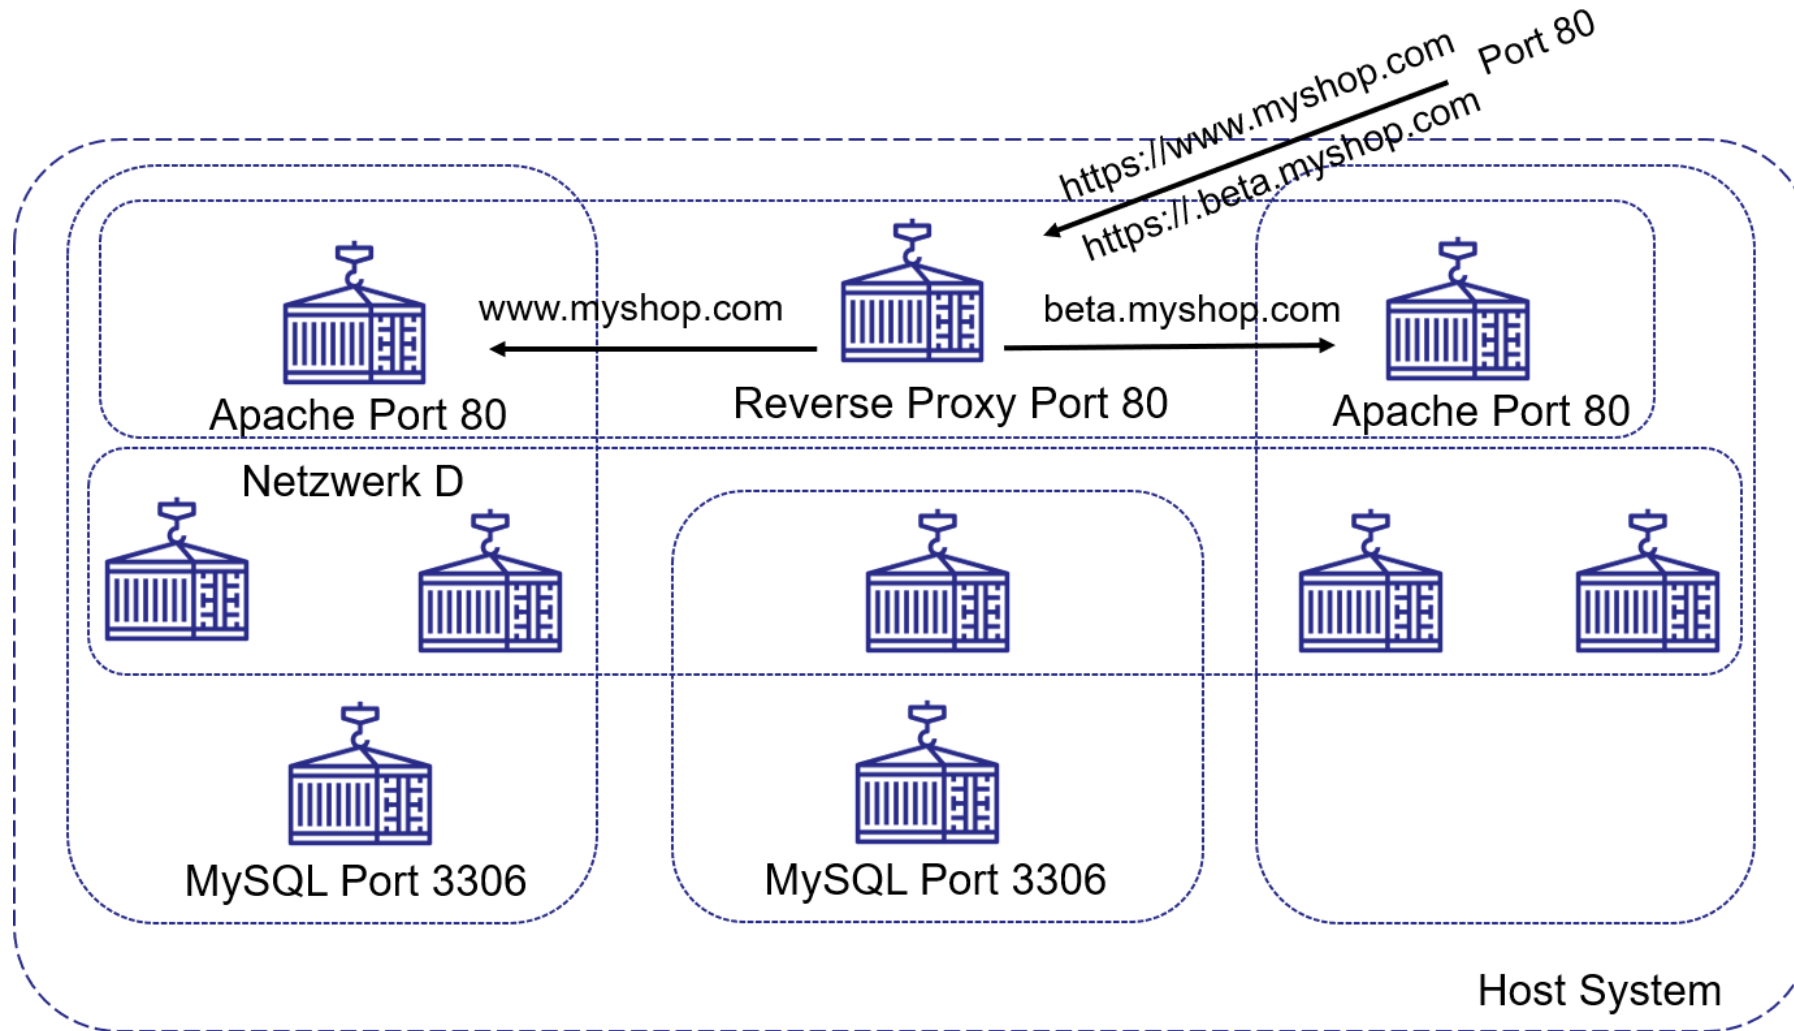 https://www.myshop.com
Port 80
https://.beta.myshop.com
www.myshop.com
beta.myshop.com
Apache Port 80
Reverse Proxy Port 80
Apache Port 80
Netzwerk D
MySQL Port 3306
MySQL Port 3306
Host System